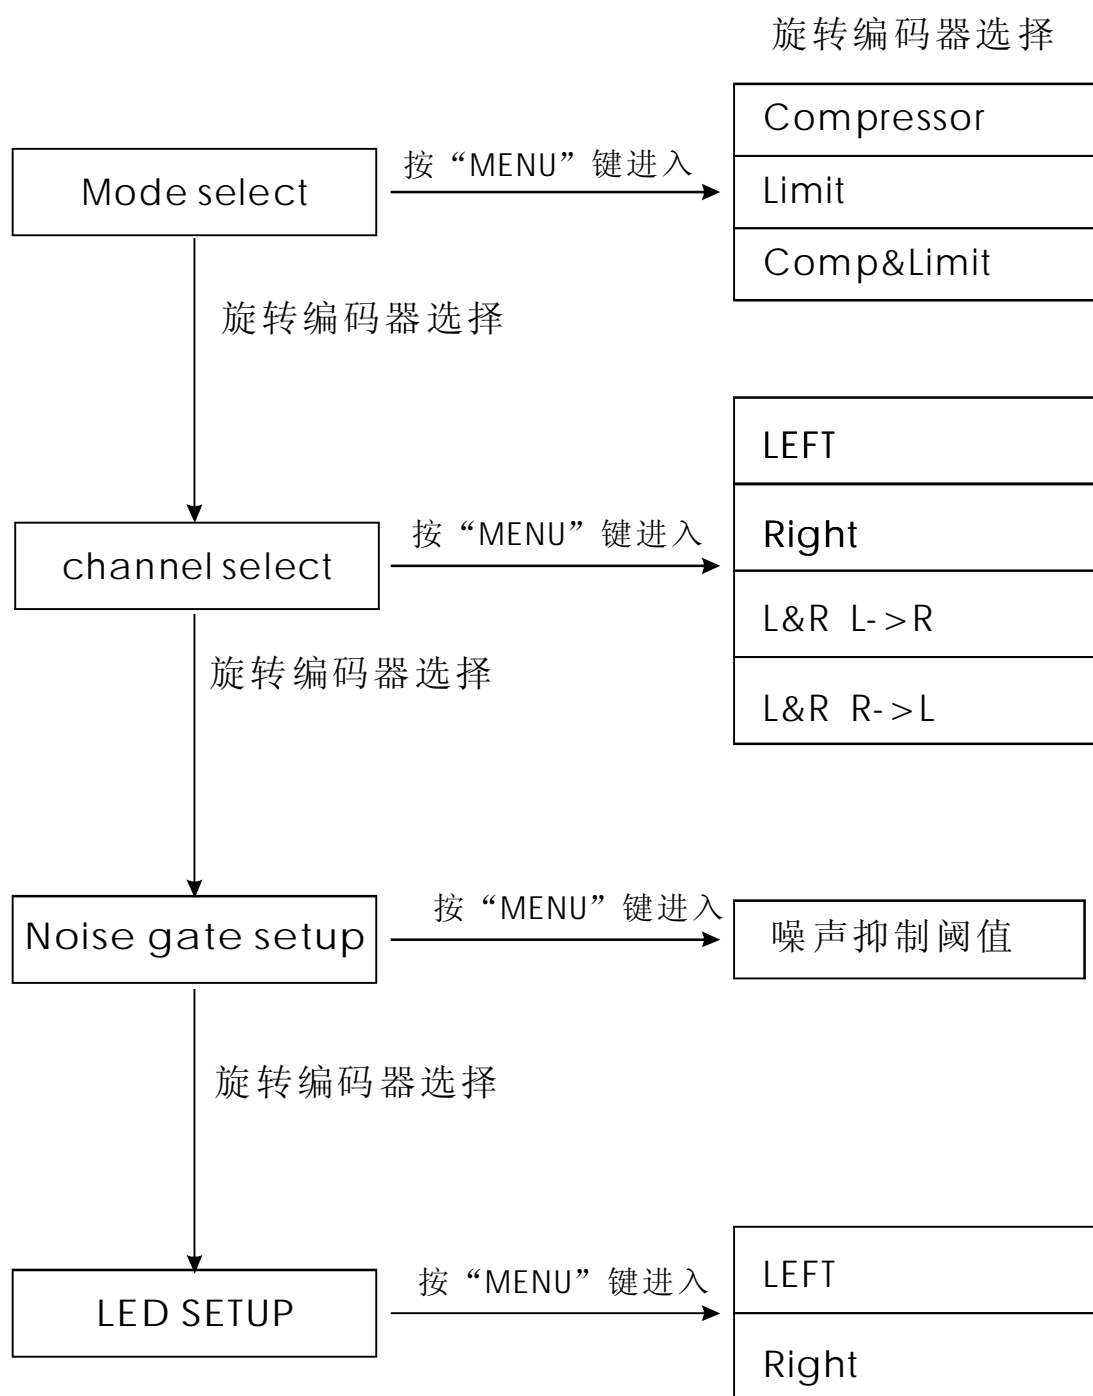 旋转编码器选择
Compressor
按“MENU”键进入
Mode select
Limit
Comp&Limit
旋转编码器选择
LEFT
按“MENU”键进入
Right
channel select
L&R L->R
旋转编码器选择
L&R R->L
按“MENU”键进入
Noise gate setup
噪声抑制阈值
旋转编码器选择
按“MENU”键进入
LEFT
LED SETUP
Right